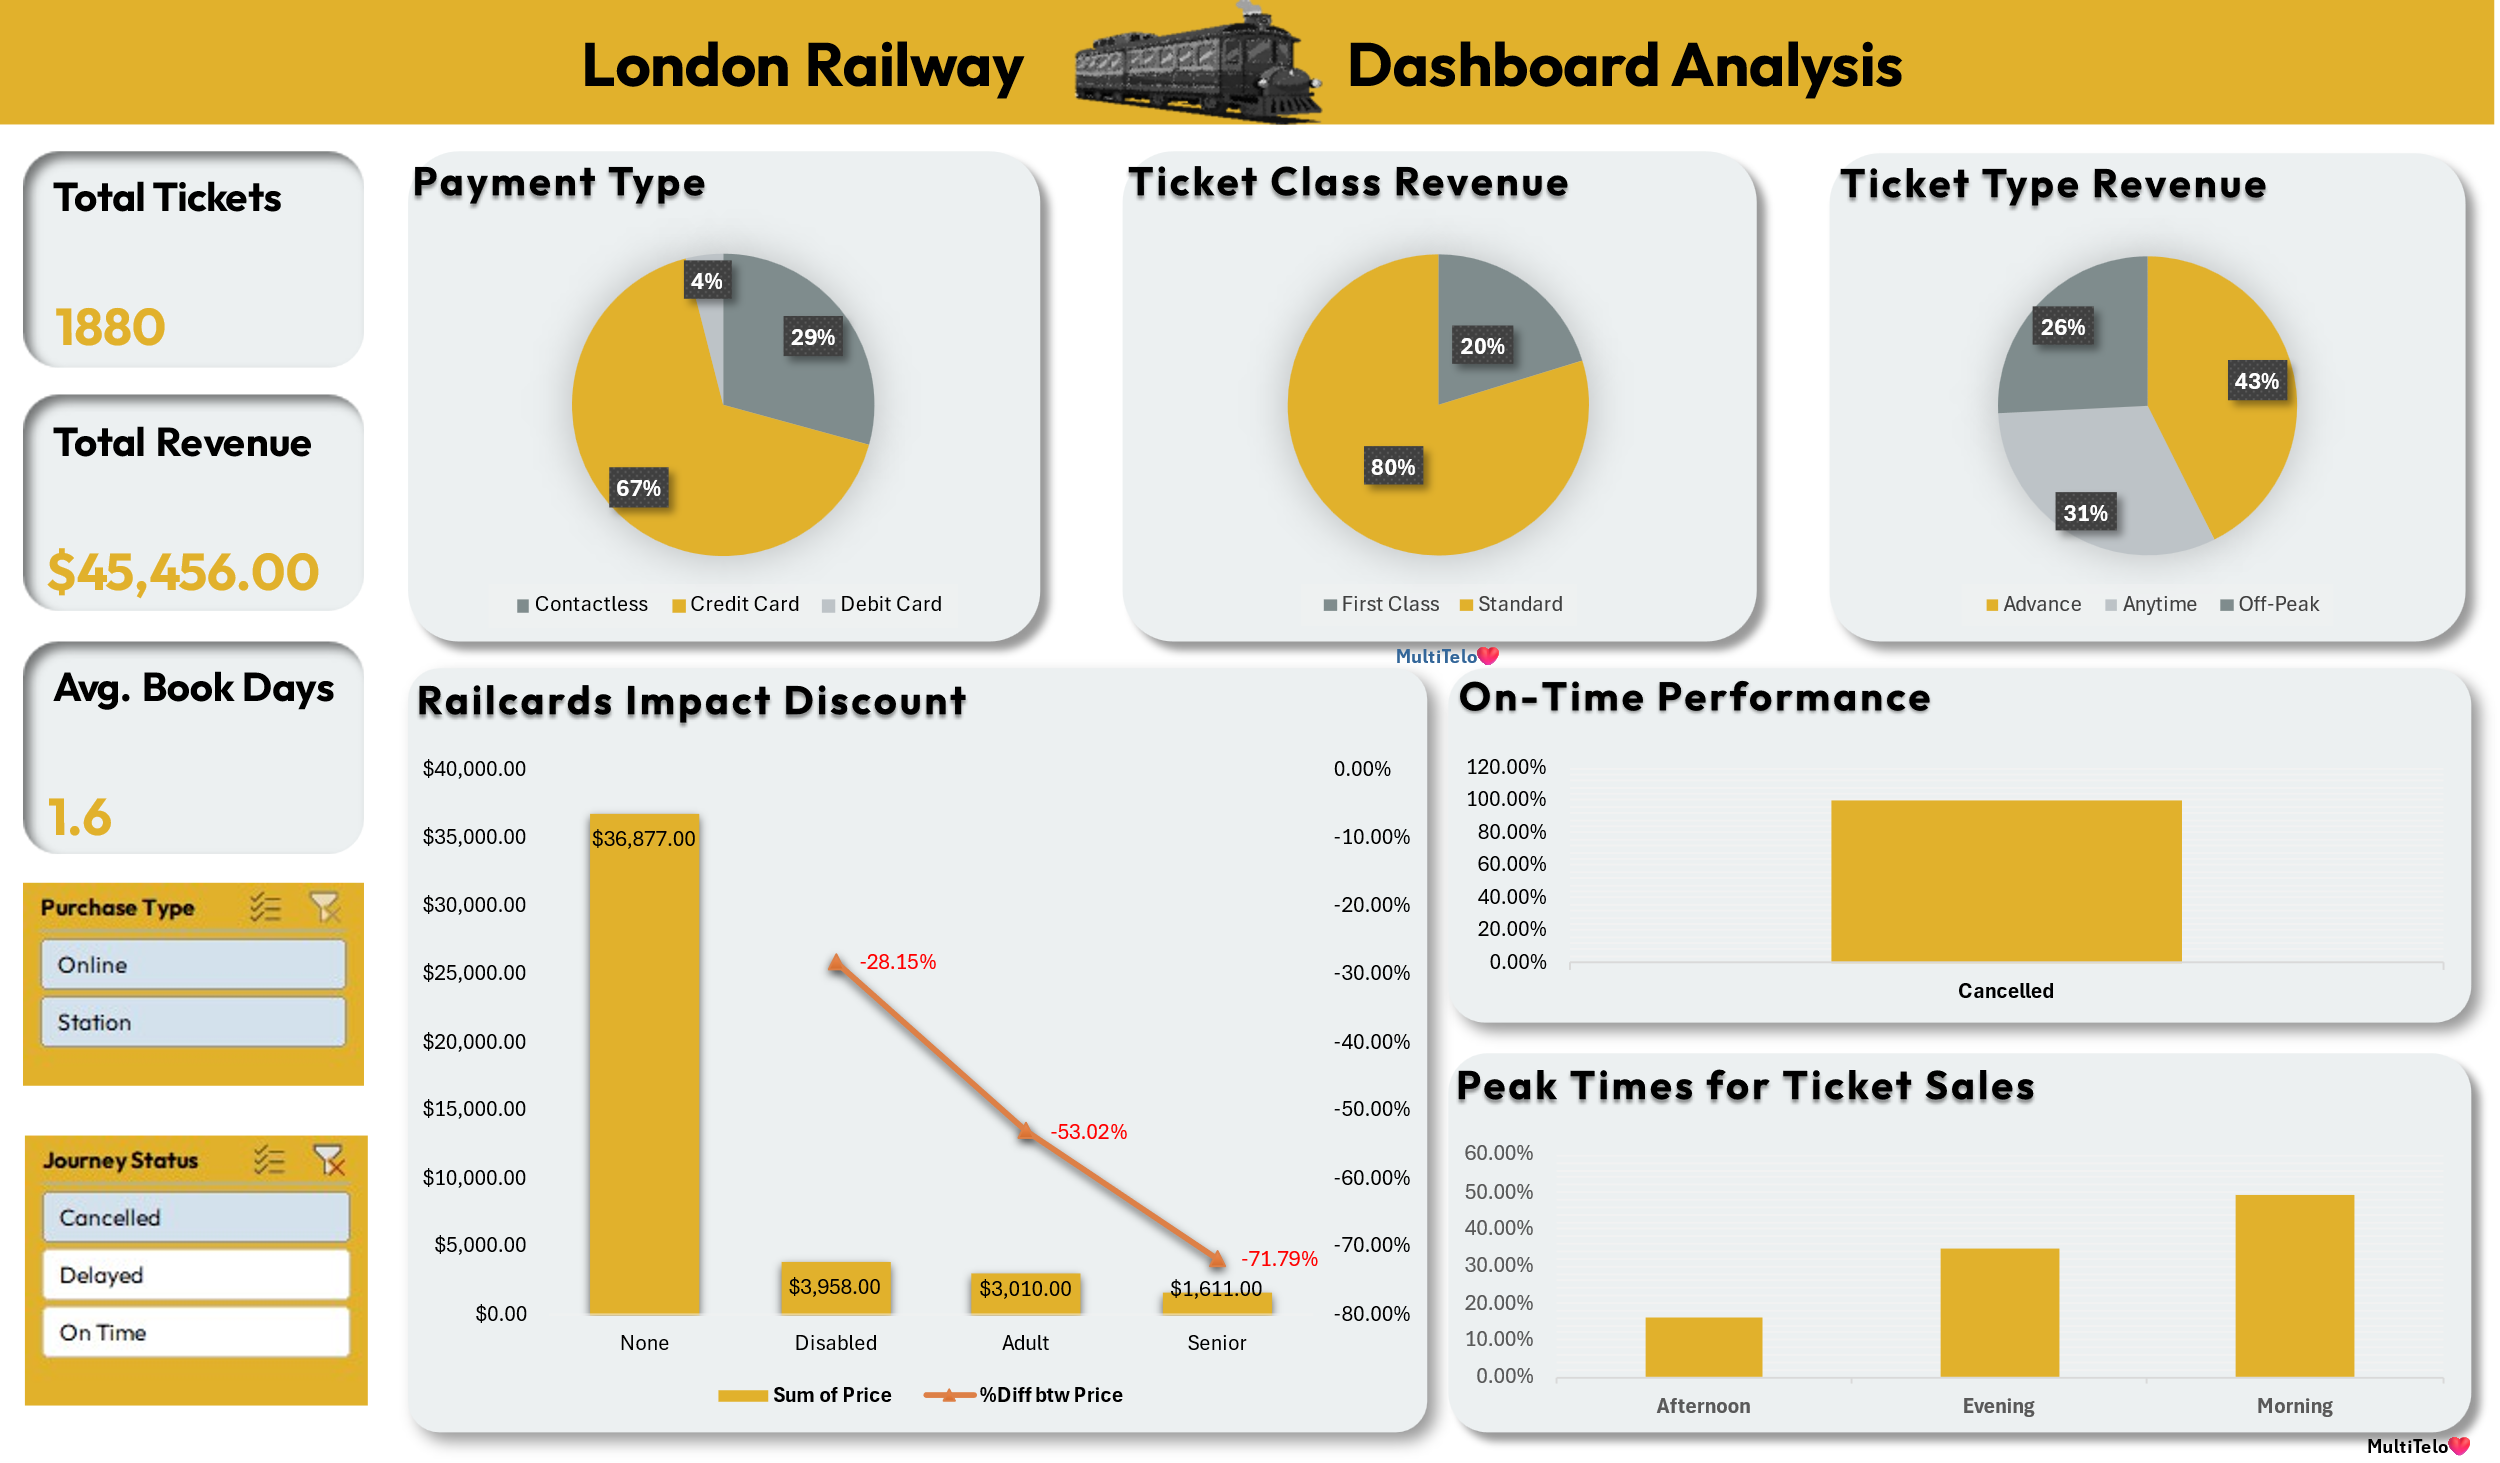 London Railway
Dashboard Analysis
Total Tickets
1880
Total Revenue
$45,456.00
Avg. Book Days
1.6
Purchase Type
Online
Station
Journey Status
Cancelled
Delayed
On Time
Payment Type
4%
29%
67%
Contactless
Credit Card
Debit Card
Ticket Class Revenue
20%
80%
First Class
Standard
Ticket Type Revenue
26%
43%
31%
Advance
Anytime
Off-Peak
MultiTelo
Railcards Impact Discount
$40,000.00
$35,000.00
$30,000.00
$25,000.00
$20,000.00
$15,000.00
$10,000.00
$5,000.00
$0.00
0.00%
-10.00%
-20.00%
-30.00%
-40.00%
-50.00%
-60.00%
-70.00%
-80.00%
$36,877.00
-28.15%
-53.02%
-71.79%
$3,958.00
$3,010.00
$1,611.00
None
Disabled
Adult
Senior
Sum of Price
%Diff btw Price
On-Time Performance
120.00%
100.00%
80.00%
60.00%
40.00%
20.00%
0.00%
Cancelled
Peak Times for Ticket Sales
60.00%
50.00%
40.00%
30.00%
20.00%
10.00%
0.00%
Afternoon
Evening
Morning
MultiTelo